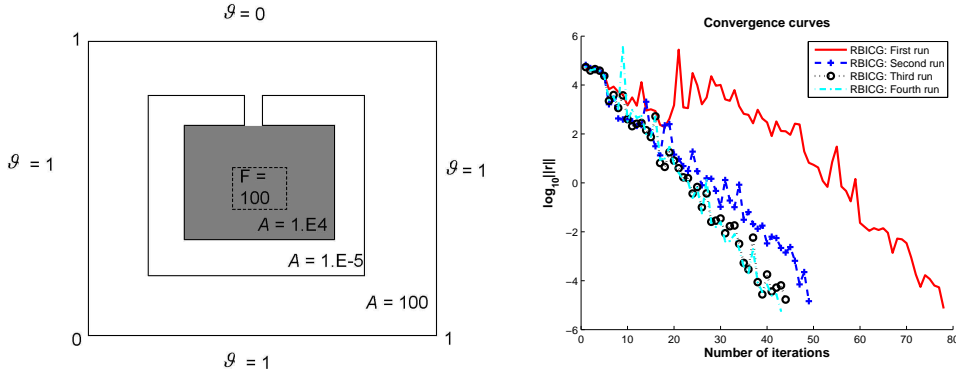 ϑ = 0
1
ϑ = 1
F =
100
A = 1.E4
A = 1.E-5
A = 100
ϑ = 1
0
1
ϑ = 1
Convergence curves
RBICG: First run
RBICG: Second run
RBICG: Third run
RBICG: Fourth run
log10||r||
6
4
2
0
−2
−4
−6
0 10 20 30 40 50 60 70 80
Number of iterations